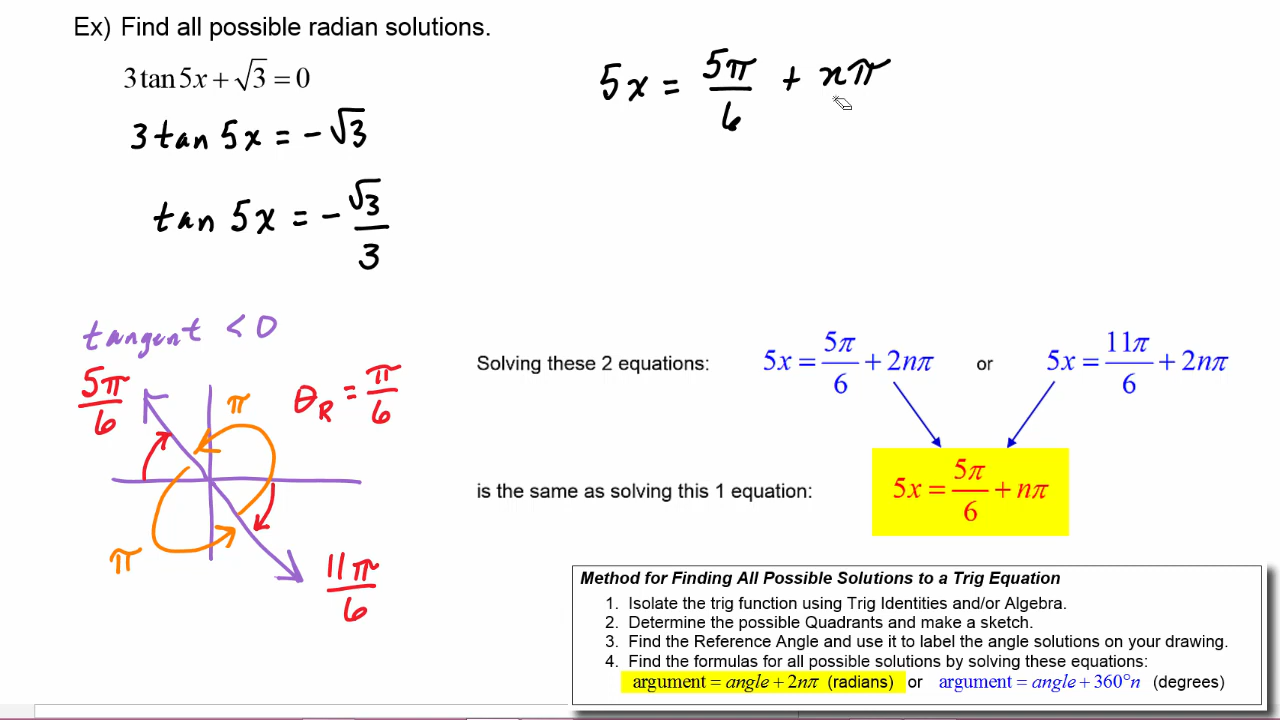 Ex) Find all possible radian solutions.
3 tan 5x + √3 = 0
3 tan 5x = - √3
tan 5x = - √3/3
5x = 5π/6 + nπ
tangent < 0
5π/6
π
θR = π/6
π
11π/6
Solving these 2 equations: 5x = 5π/6 + 2nπ or 5x = 11π/6 + 2nπ
is the same as solving this 1 equation: 5x = 5π/6 + nπ
Method for Finding All Possible Solutions to a Trig Equation
1. Isolate the trig function using Trig Identities and/or Algebra.
2. Determine the possible Quadrants and make a sketch.
3. Find the Reference Angle and use it to label the angle solutions on your drawing.
4. Find the formulas for all possible solutions by solving these equations:
argument = angle + 2nπ (radians) or argument = angle + 360°n (degrees)